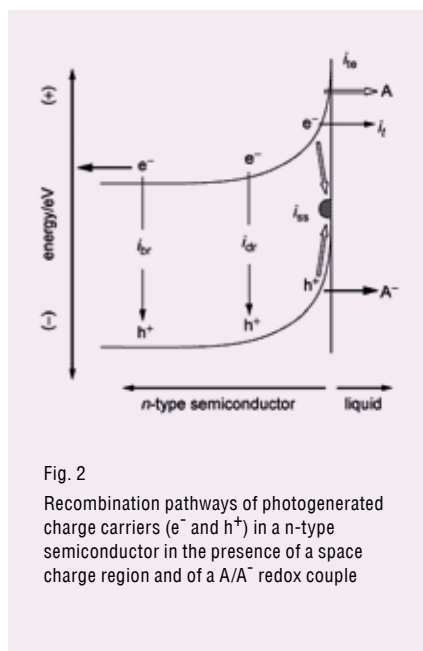 i_te
(+)
A
e⁻
i_t
e⁻
e⁻
energy/eV
i_ss
i_br
i_dr
h⁺
A⁻
(–)
h⁺
h⁺
n-type semiconductor
liquid
Fig. 2
Recombination pathways of photogenerated
charge carriers (e⁻ and h⁺) in a n-type
semiconductor in the presence of a space
charge region and of a A/A⁻ redox couple